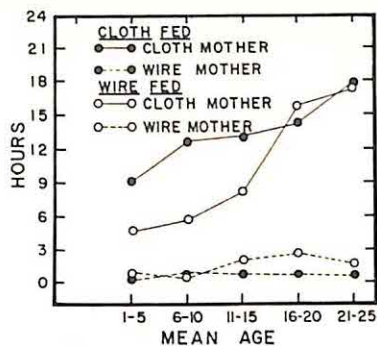 24
21
18
15
12
9
6
3
0
HOURS
CLOTH FED
CLOTH MOTHER
WIRE MOTHER
WIRE FED
CLOTH MOTHER
WIRE MOTHER
1-5 6-10 11-15 16-20 21-25
MEAN AGE